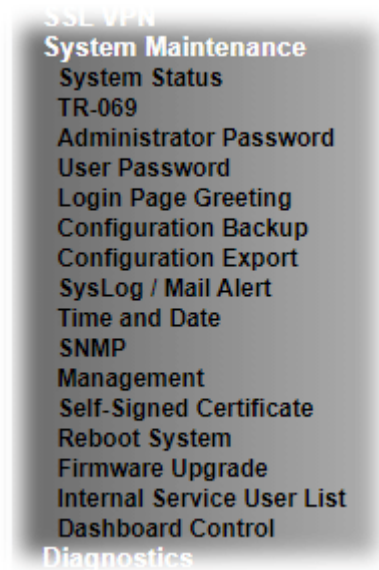 SSL VPN
System Maintenance
System Status
TR-069
Administrator Password
User Password
Login Page Greeting
Configuration Backup
Configuration Export
SysLog / Mail Alert
Time and Date
SNMP
Management
Self-Signed Certificate
Reboot System
Firmware Upgrade
Internal Service User List
Dashboard Control
Diagnostics